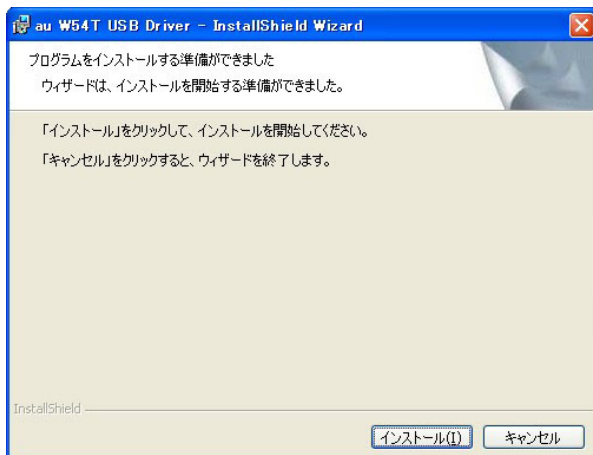 au W54T USB Driver - InstallShield Wizard
プログラムをインストールする準備ができました
ウィザードは、インストールを開始する準備ができました。
「インストール」をクリックして、インストールを開始してください。
「キャンセル」をクリックすると、ウィザードを終了します。
InstallShield
インストール(I)
キャンセル